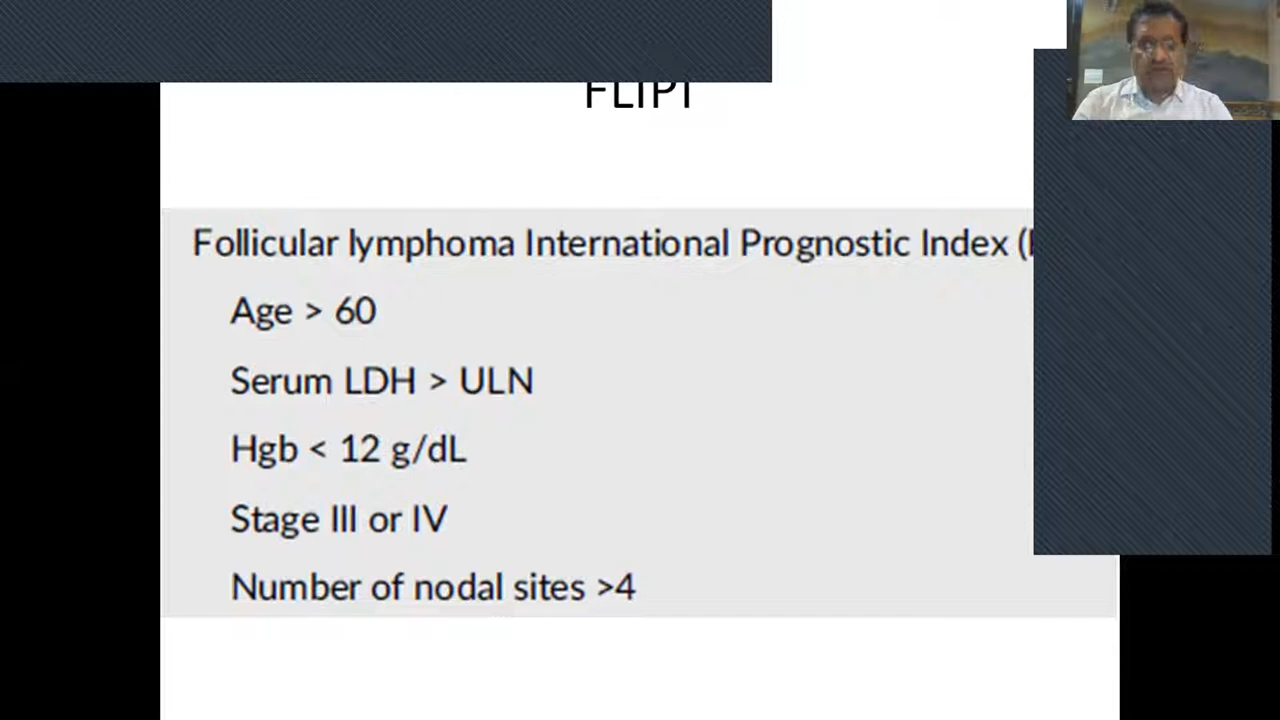 FLIPI
Follicular lymphoma International Prognostic Index (
Age > 60
Serum LDH > ULN
Hgb < 12 g/dL
Stage III or IV
Number of nodal sites >4